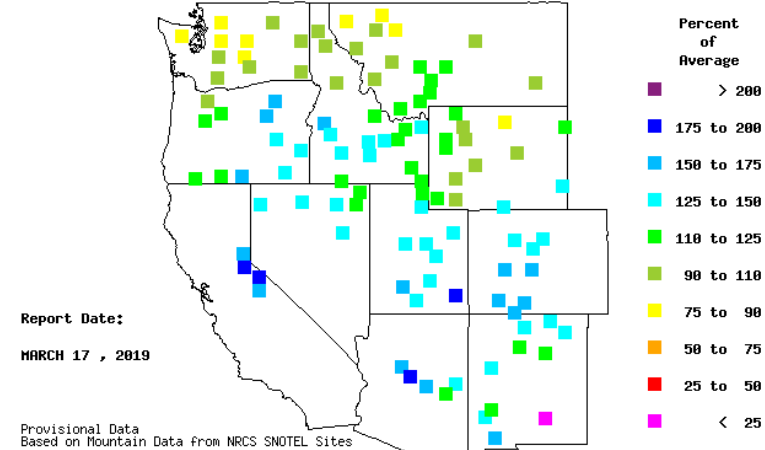 Percent
of
Average
> 200
175 to 200
150 to 175
125 to 150
110 to 125
90 to 110
75 to 90
50 to 75
25 to 50
< 25
Report Date:
MARCH 17 , 2019
Provisional Data
Based on Mountain Data from NRCS SNOTEL Sites